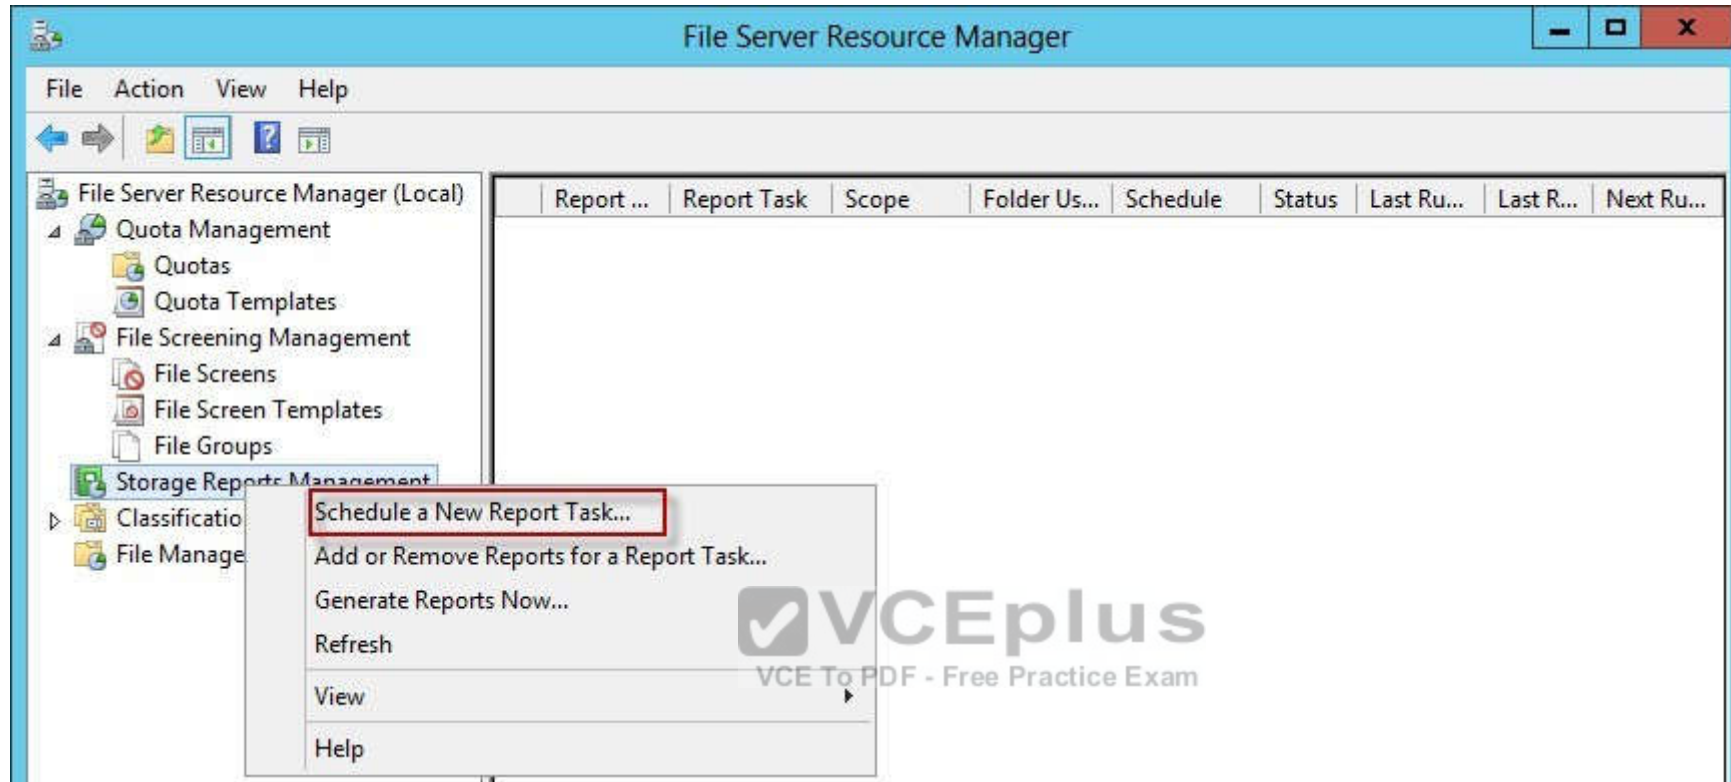 File Server Resource Manager
File Action View Help
File Server Resource Manager (Local)
Report ... Report Task Scope Folder Us... Schedule Status Last Ru... Last R... Next Ru...
Quota Management
Quotas
Quota Templates
File Screening Management
File Screens
File Screen Templates
File Groups
Storage Reports Management
Classificatio
File Manage
Schedule a New Report Task...
Add or Remove Reports for a Report Task...
Generate Reports Now...
Refresh
View
Help
VCEplus
VCE To PDF - Free Practice Exam